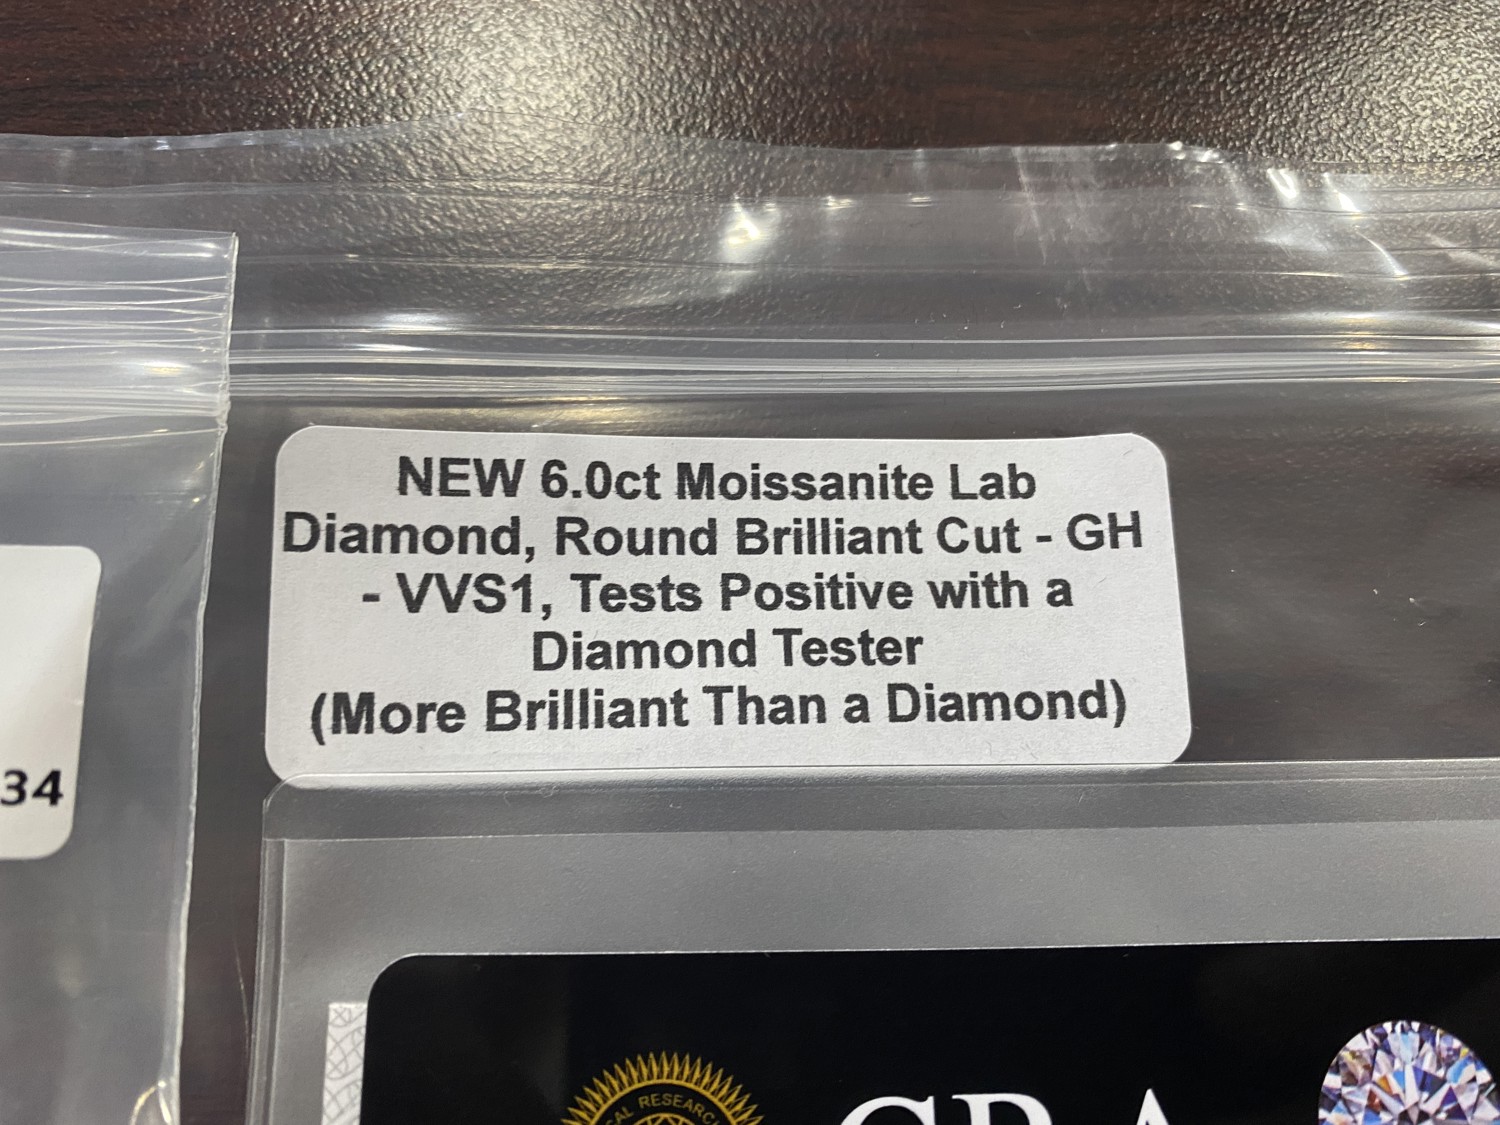 NEW 6.0ct Moissanite Lab
Diamond, Round Brilliant Cut - GH
- VVS1, Tests Positive with a
Diamond Tester
(More Brilliant Than a Diamond)
34
RESEARCH